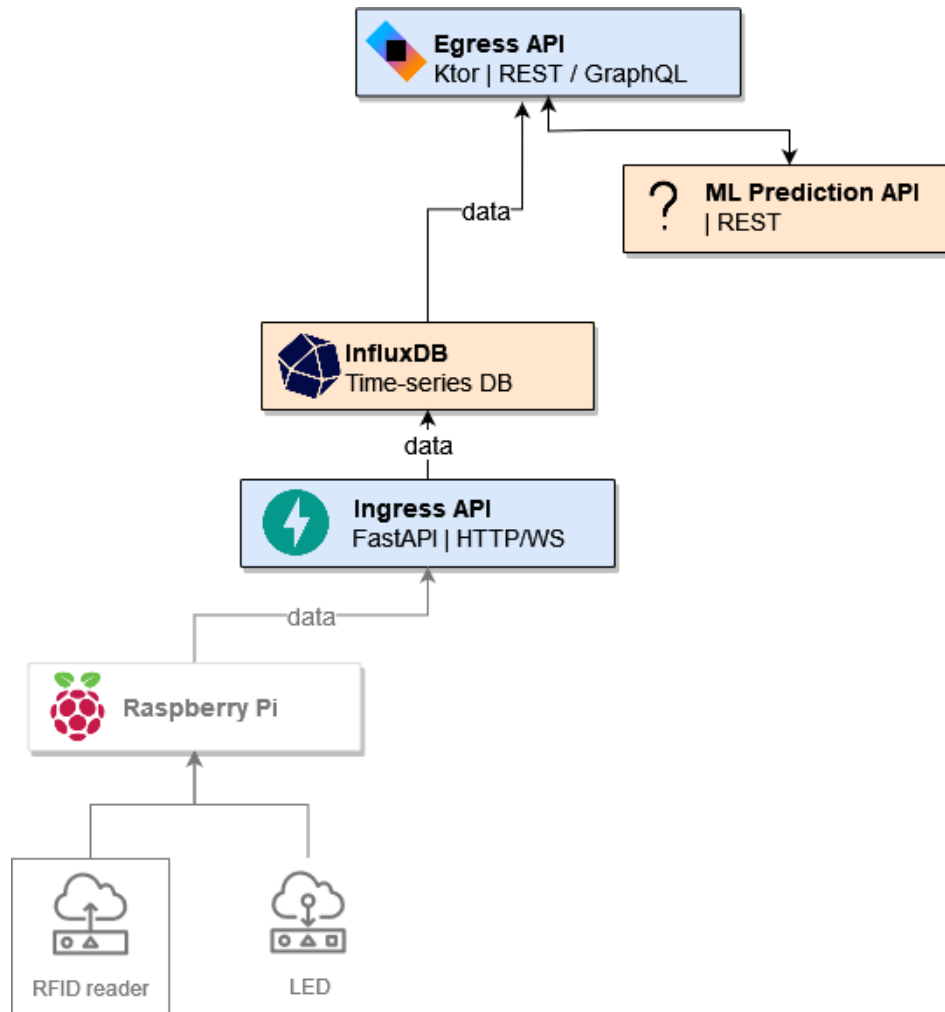 Egress API
Ktor | REST / GraphQL
ML Prediction API
| REST
data
InfluxDB
Time-series DB
data
Ingress API
FastAPI | HTTP/WS
data
Raspberry Pi
RFID reader
LED